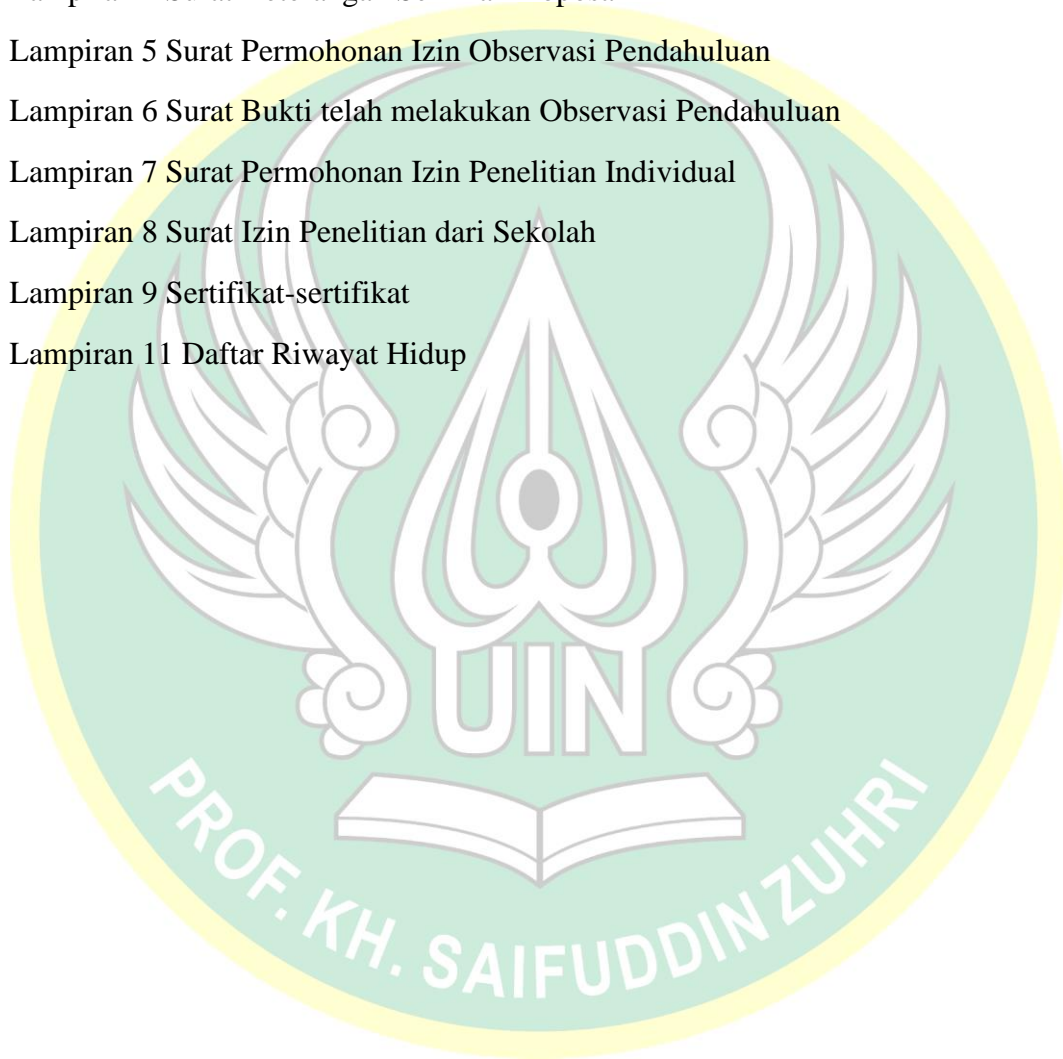 Lampiran 5 Surat Permohonan Izin Observasi Pendahuluan
Lampiran 6 Surat Bukti telah melakukan Observasi Pendahuluan
Lampiran 7 Surat Permohonan Izin Penelitian Individual
Lampiran 8 Surat Izin Penelitian dari Sekolah
Lampiran 9 Sertifikat-sertifikat
Lampiran 11 Daftar Riwayat Hidup
UIN
PROF. KH. SAIFUDDIN ZUHRI